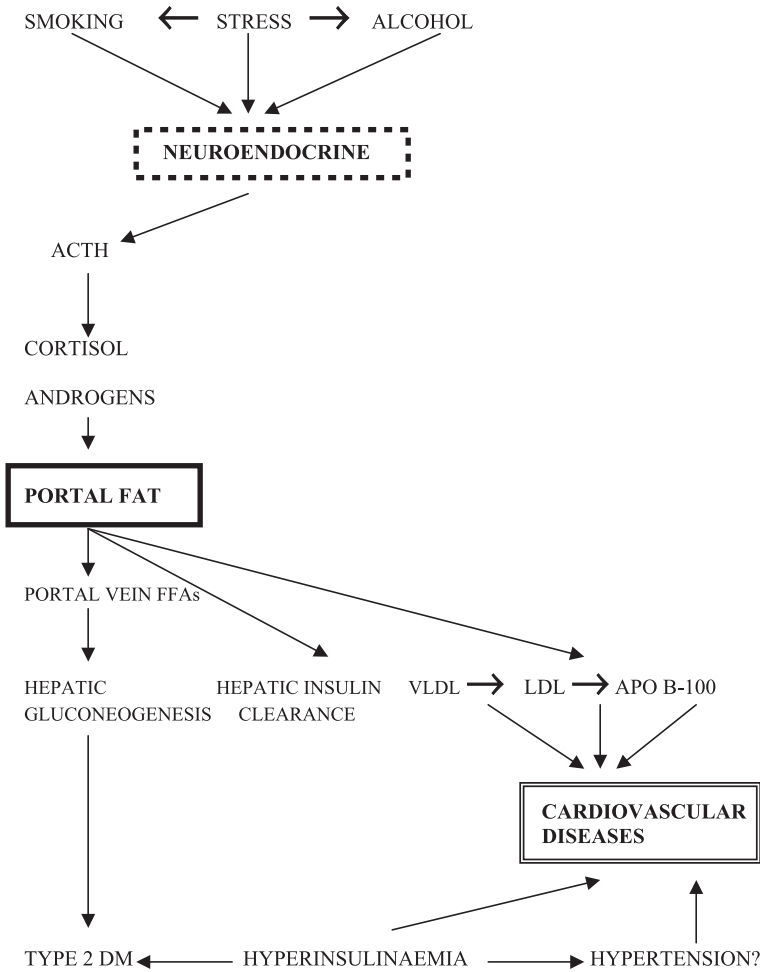 SMOKING STRESS ALCOHOL
NEUROENDOCRINE
ACTH
CORTISOL
ANDROGENS
PORTAL FAT
PORTAL VEIN FFAs
HEPATIC GLUCONEOGENESIS
HEPATIC INSULIN CLEARANCE
VLDL LDL APO B-100
CARDIOVASCULAR
DISEASES
TYPE 2 DM HYPERINSULINAEMIA HYPERTENSION?